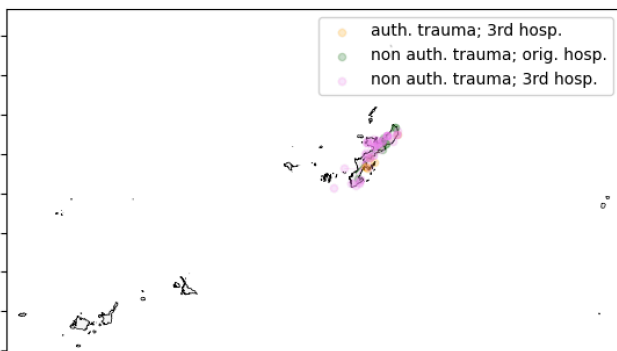 auth. trauma; 3rd hosp.
non auth. trauma; orig. hosp.
non auth. trauma; 3rd hosp.